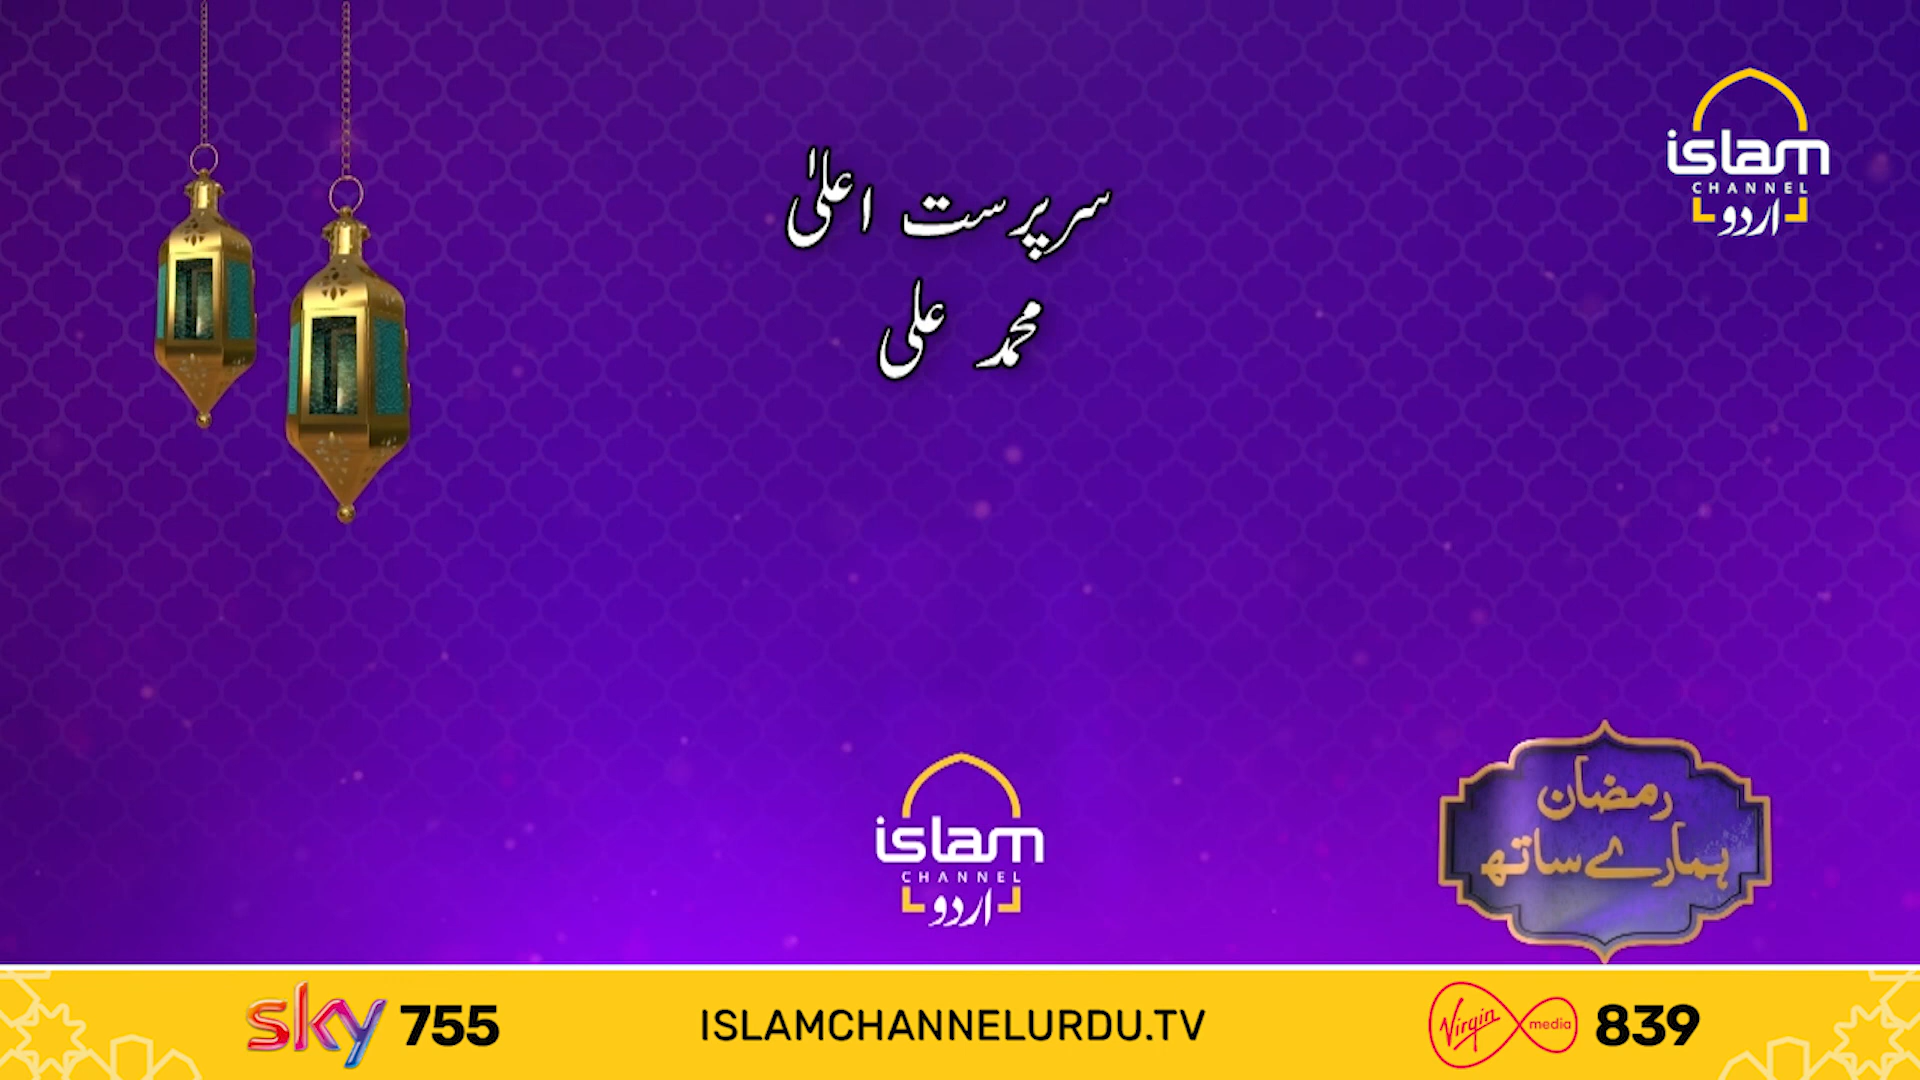 islam
CHANNEL
اردو
سرپرست اعلیٰ
محمد علی
islam
CHANNEL
اردو
رمضان
ہمارے ساتھ
sky 755
ISLAMCHANNELURDU.TV
Virgin media 839